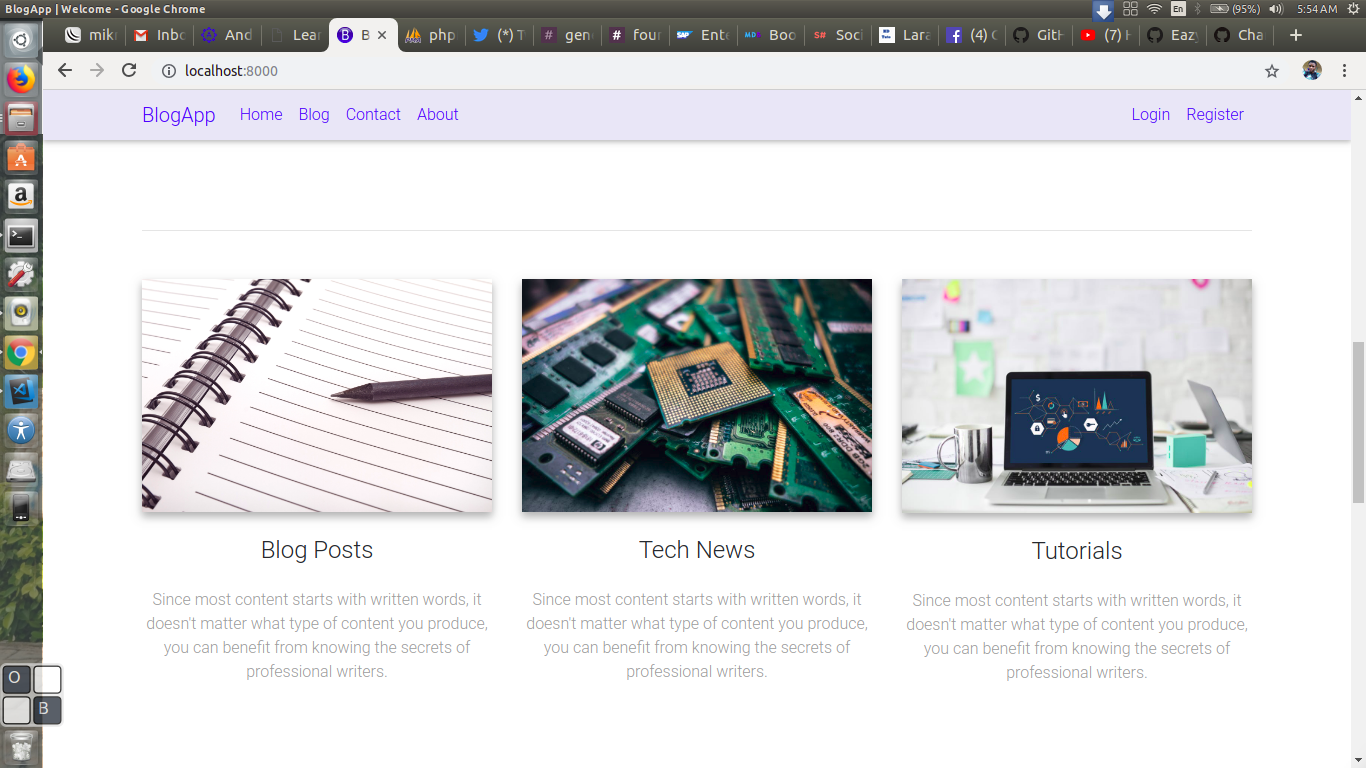 BlogApp | Welcome - Google Chrome
En
(95%)
5:54 AM
mikr
Inbo
And
Lear
B
php
(*) T
gen
four
Ente
Boo
Soci
Lara
(4) C
GitH
(7) H
Eazy
Cha
localhost:8000
BlogApp
Home
Blog
Contact
About
Login
Register
Blog Posts
Since most content starts with written words, it
doesn't matter what type of content you produce,
you can benefit from knowing the secrets of
professional writers.
Tech News
Since most content starts with written words, it
doesn't matter what type of content you produce,
you can benefit from knowing the secrets of
professional writers.
Tutorials
Since most content starts with written words, it
doesn't matter what type of content you produce,
you can benefit from knowing the secrets of
professional writers.
O
B